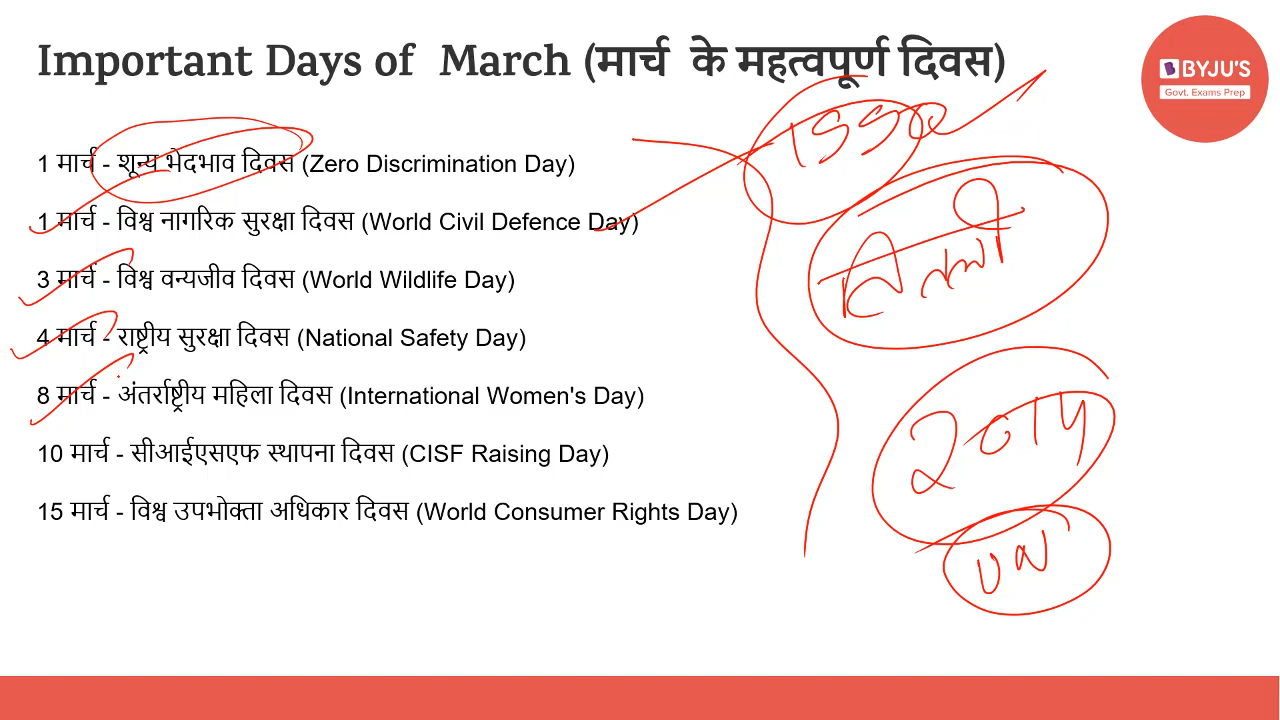 Important Days of March (मार्च के महत्वपूर्ण दिवस)
BYJU'S
Govt. Exams Prep
1 मार्च - शून्य भेदभाव दिवस (Zero Discrimination Day)
1 मार्च - विश्व नागरिक सुरक्षा दिवस (World Civil Defence Day)
3 मार्च - विश्व वन्यजीव दिवस (World Wildlife Day)
4 मार्च - राष्ट्रीय सुरक्षा दिवस (National Safety Day)
8 मार्च - अंतर्राष्ट्रीय महिला दिवस (International Women's Day)
10 मार्च - सीआईएसएफ स्थापना दिवस (CISF Raising Day)
15 मार्च - विश्व उपभोक्ता अधिकार दिवस (World Consumer Rights Day)
तितली
UN